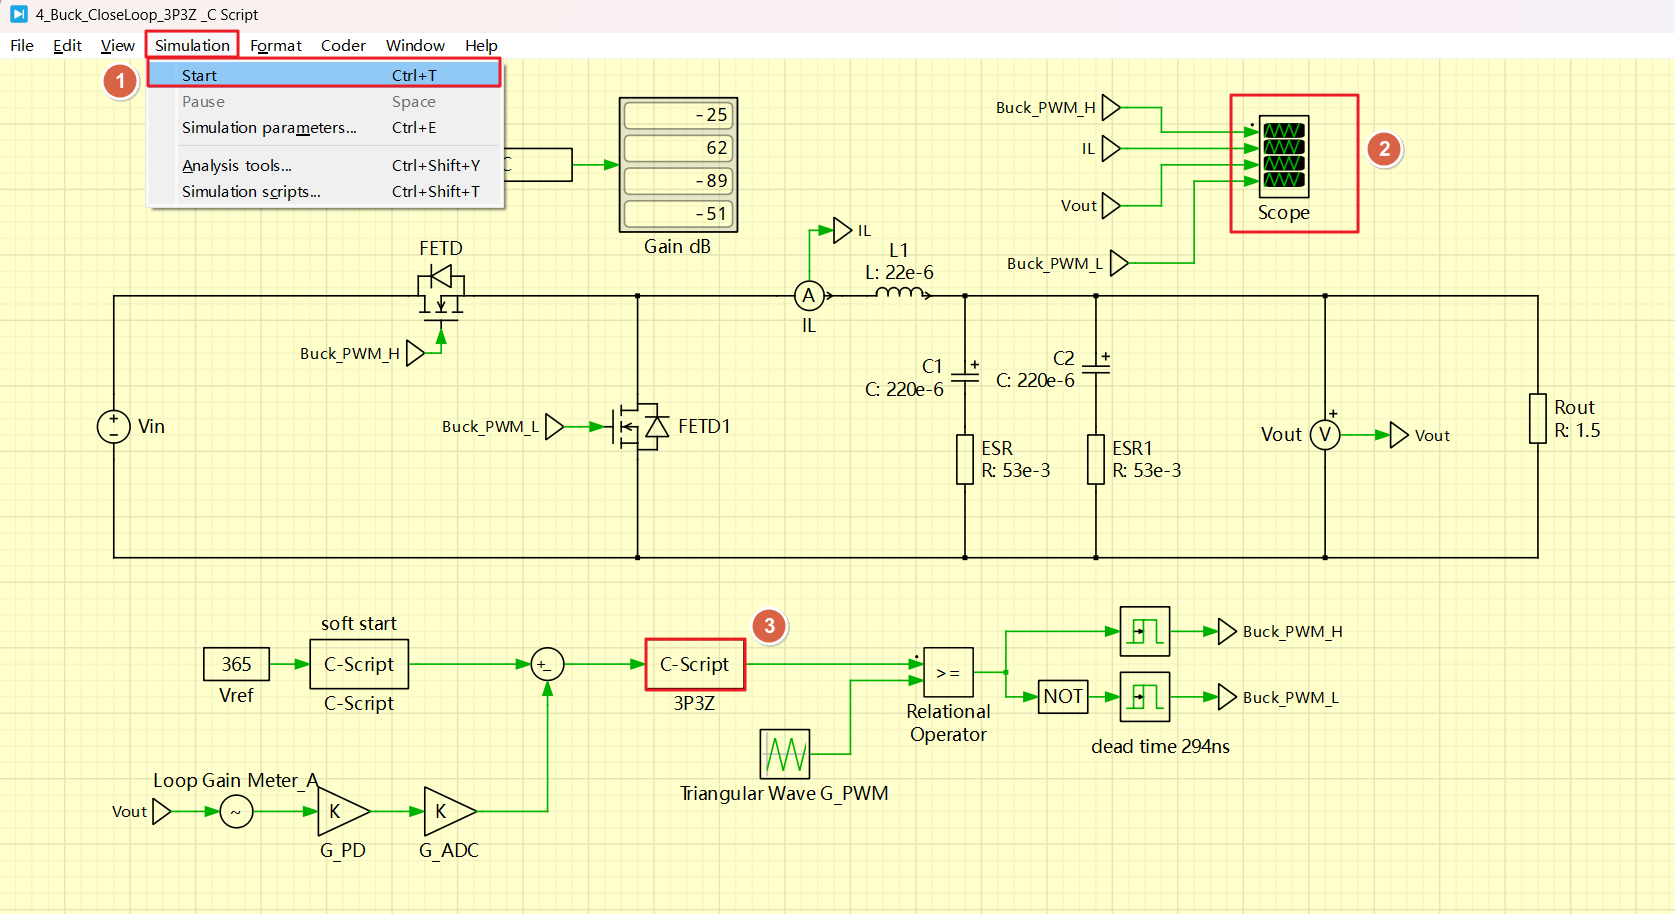 4_Buck_CloseLoop_3P3Z _C Script
File Edit View Simulation Format Coder Window Help
1
Start Ctrl+T
Pause Space
Simulation parameters... Ctrl+E
Analysis tools... Ctrl+Shift+Y
Simulation scripts... Ctrl+Shift+T
C
-25
62
-89
-51
Gain dB
Buck_PWM_H
IL
Vout
Buck_PWM_L
Scope
2
FETD
Buck_PWM_H
IL
L1
L: 22e-6
A
IL
Vin
Buck_PWM_L
FETD1
C1
C: 220e-6
C2
C: 220e-6
ESR
R: 53e-3
ESR1
R: 53e-3
Vout
V
Vout
Rout
R: 1.5
soft start
365
Vref
C-Script
C-Script
+-
3
C-Script
3P3Z
>=
Relational
Operator
NOT
Buck_PWM_H
Buck_PWM_L
dead time 294ns
Triangular Wave G_PWM
Loop Gain Meter_A
Vout
~
K
G_PD
K
G_ADC